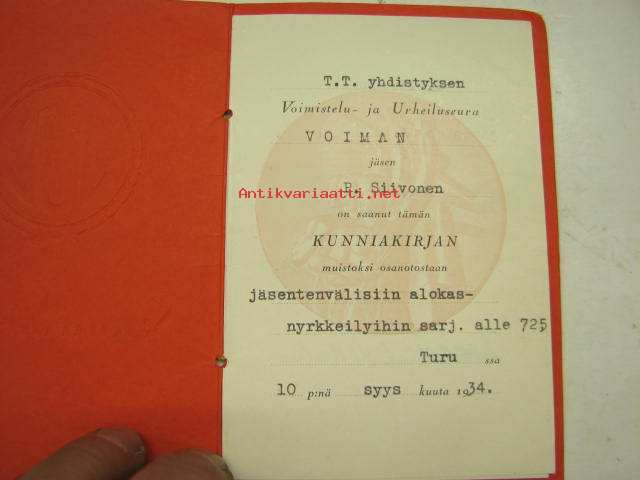 T.T. yhdistyksen
Voimistelu- ja Urheiluseura
VOIMAN
jäsen
R. Siivonen
Antikvariaatti.net
on saanut tämän
KUNNIAKIRJAN
muistoksi osanotostaan
jäsentenvälisiin alokas-
nyrkkeilyihin sarj. alle 725
Turu ssa
10 p:nä syys kuuta 1934.